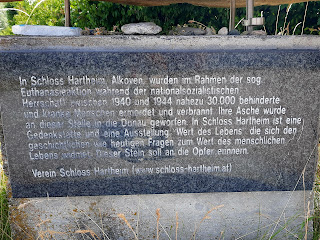 In Schloss Hartheim, Alkoven, wurden im Rahmen der sog.
Euthanasieaktion während der nationalsozialistischen
Herrschaft zwischen 1940 und 1944 nahezu 30.000 behinderte
und kranke Menschen ermordet und verbrannt. Ihre Asche wurde
an dieser Stelle in die Donau geworfen. In Schloss Hartheim ist eine
Gedenkstätte und eine Ausstellung "Wert des Lebens", die sich den
geschichtlichen wie heutigen Fragen zum Wert des menschlichen
Lebens widmet. Dieser Stein soll an die Opfer erinnern.
Verein Schloss Hartheim (www.schloss-hartheim.at)